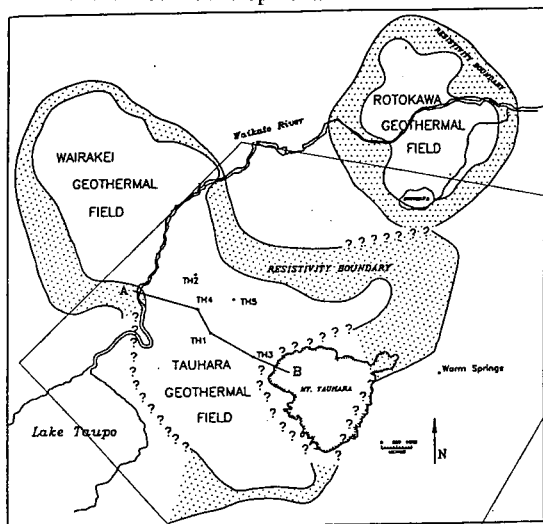 RESISTIVITY
BOUNDARY
ROTOKAWA
GEOTHERMAL
FIELD
Waikato River
WAIRAKEI
GEOTHERMAL
FIELD
? ? ? ? ? ?
RESISTIVITY BOUNDARY
A
TH2
TH4
TH5
TH1
TH3
B
MT. TAUHARA
Warm Springs
TAUHARA
GEOTHERMAL
FIELD
Lake Taupo
N